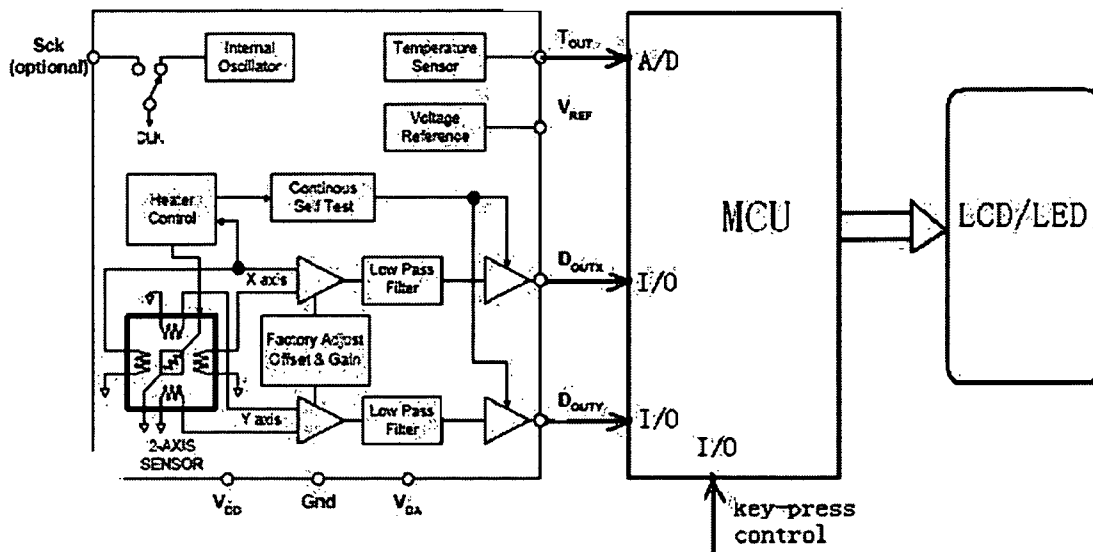 Sck
(optional)
Internal
Oscillator
CLK
Temperature
Sensor
Voltage
Reference
TOUT
VREF
A/D
Heater
Control
Continous
Self Test
X axis
Low Pass
Filter
DOUTX
I/O
Factory Adjust
Offset & Gain
Y axis
Low Pass
Filter
DOUTY
I/O
2-AXIS
SENSOR
VDD
Gnd
VDA
MCU
I/O
key-press
control
LCD/LED